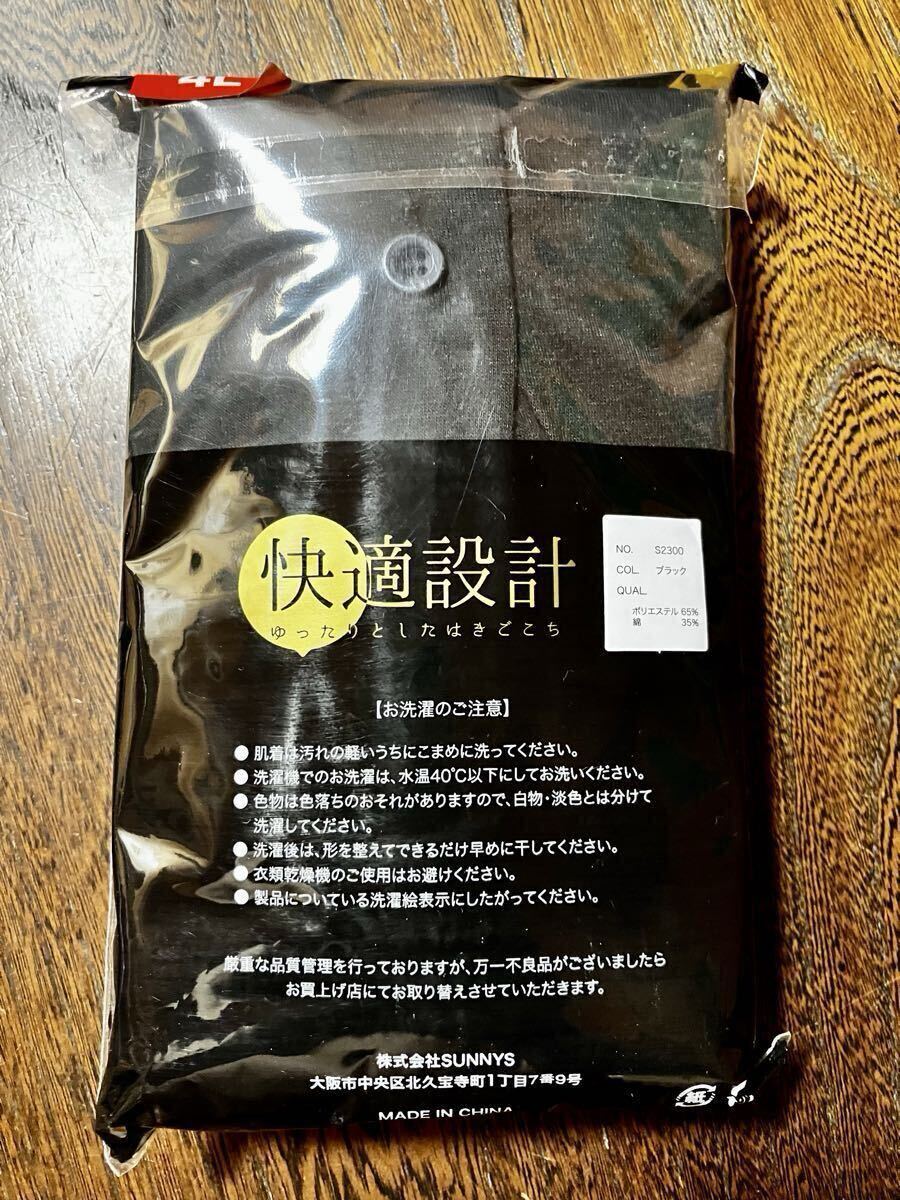 4L
快適設計
ゆったりとしたはきごこち
NO. S2300
COL. ブラック
QUAL.
ポリエステル 65%
綿 35%
【お洗濯のご注意】
● 肌着は汚れの軽いうちにこまめに洗ってください。
● 洗濯機でのお洗濯は、水温40℃以下にしてお洗いください。
● 色物は色落ちのおそれがありますので、白物・淡色とは分けて
洗濯してください。
● 洗濯後は、形を整えてできるだけ早めに干してください。
● 衣類乾燥機のご使用はお避けください。
● 製品についている洗濯絵表示にしたがってください。
厳重な品質管理を行っておりますが、万一不良品がございましたら
お買上げ店にてお取り替えさせていただきます。
株式会社SUNNYS
大阪市中央区北久宝寺町1丁目7番9号
MADE IN CHINA
紙